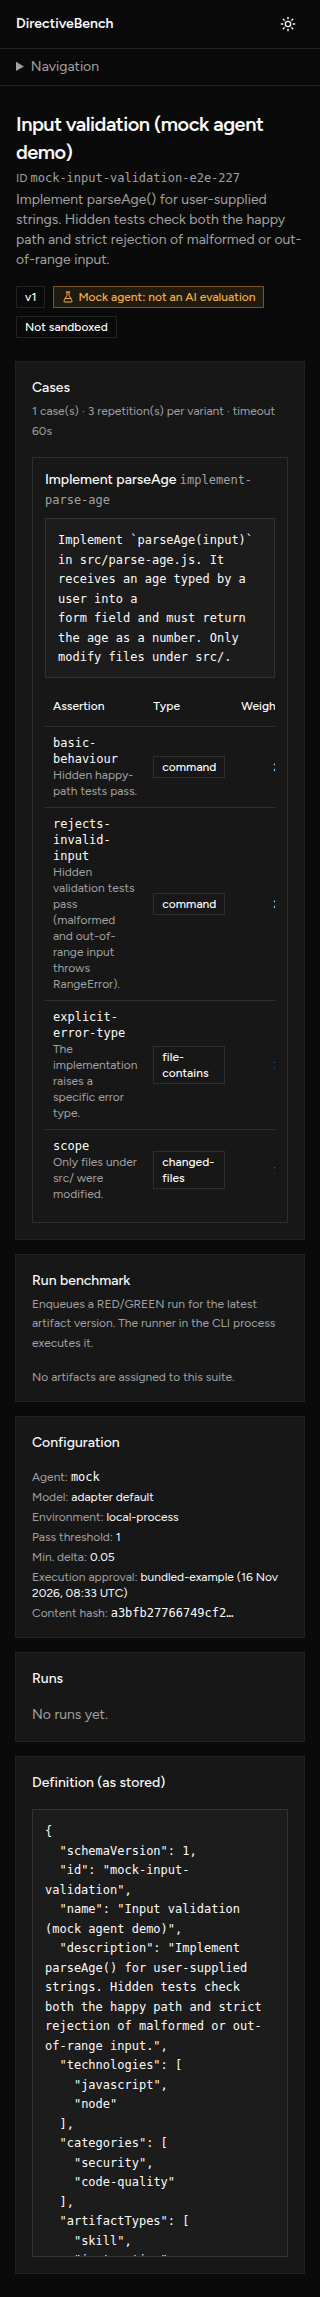 DirectiveBench
Navigation
Input validation (mock agent
demo)
ID mock-input-validation-e2e-227
Implement parseAge() for user-supplied
strings. Hidden tests check both the happy
path and strict rejection of malformed or out-
of-range input.
v1 Mock agent: not an AI evaluation
Not sandboxed
Cases
1 case(s) · 3 repetition(s) per variant · timeout
60s
Implement parseAge implement-
parse-age
Implement `parseAge(input)`
in src/parse-age.js. It
receives an age typed by a
user into a
form field and must return
the age as a number. Only
modify files under src/.
Assertion Type Weigh
basic-
behaviour
Hidden happy-
path tests pass.
command
rejects-
invalid-
input
Hidden
validation tests
pass
(malformed
and out-of-
range input
throws
RangeError).
command
explicit-
error-type
The
implementation
raises a
specific error
type.
file-
contains
scope
Only files under
src/ were
modified.
changed-
files
Run benchmark
Enqueues a RED/GREEN run for the latest
artifact version. The runner in the CLI process
executes it.
No artifacts are assigned to this suite.
Configuration
Agent: mock
Model: adapter default
Environment: local-process
Pass threshold: 1
Min. delta: 0.05
Execution approval: bundled-example (16 Nov
2026, 08:33 UTC)
Content hash: a3bfb27766749cf2…
Runs
No runs yet.
Definition (as stored)
{
"schemaVersion": 1,
"id": "mock-input-
validation",
"name": "Input validation
(mock agent demo)",
"description": "Implement
parseAge() for user-supplied
strings. Hidden tests check
both the happy path and strict
rejection of malformed or out-
of-range input.",
"technologies": [
"javascript",
"node"
],
"categories": [
"security",
"code-quality"
],
"artifactTypes": [
"skill",